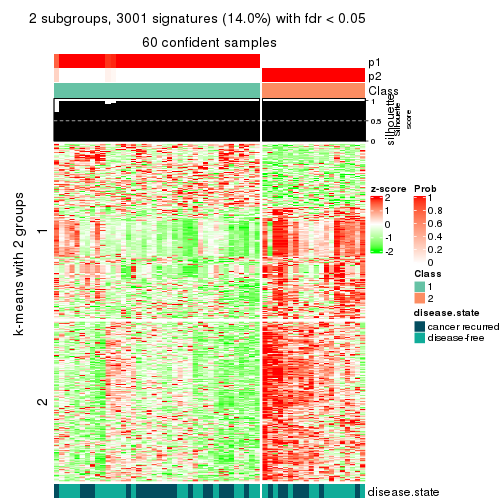 2 subgroups, 3001 signatures (14.0%) with fdr < 0.05
60 confident samples
p1
p2
Class
1
0.5
0
silhouette
score
silhouette
k-means with 2 groups
1
2
z-score
2
1
0
-1
-2
Prob
1
0.8
0.6
0.4
0.2
0
Class
1
2
disease.state
cancer recurred
disease-free
disease.state